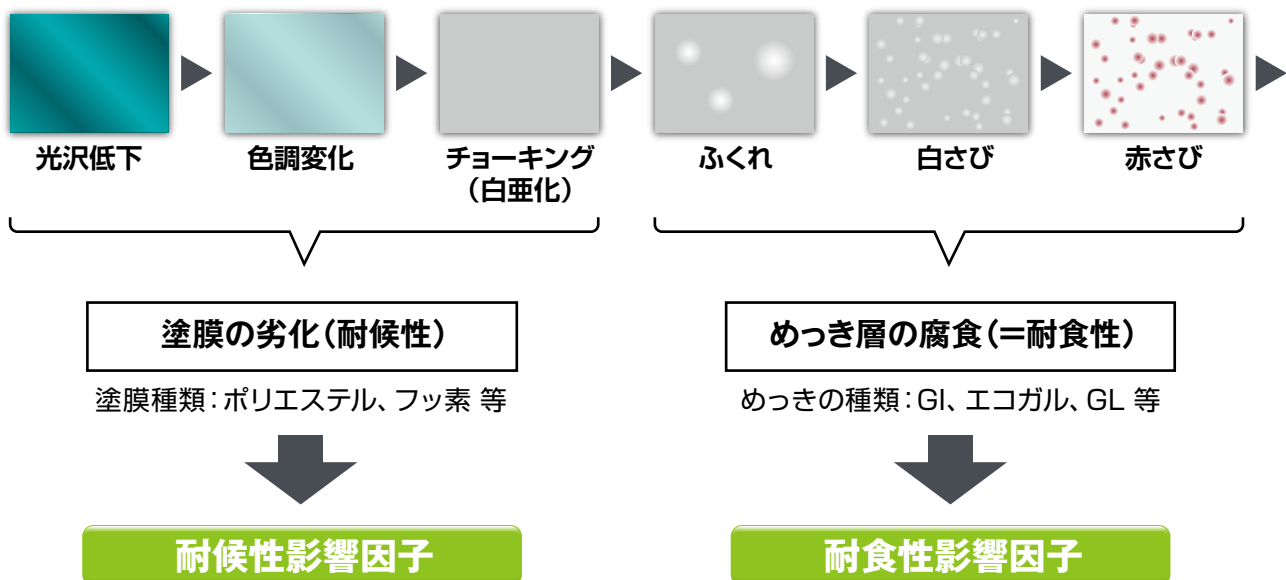 光沢低下
色調変化
チョーキング
（白亜化）
ふくれ
白さび
赤さび
塗膜の劣化（耐候性）
塗膜種類：ポリエステル、フッ素 等
耐候性影響因子
めっき層の腐食（＝耐食性）
めっきの種類：GI、エコガル、GL 等
耐食性影響因子